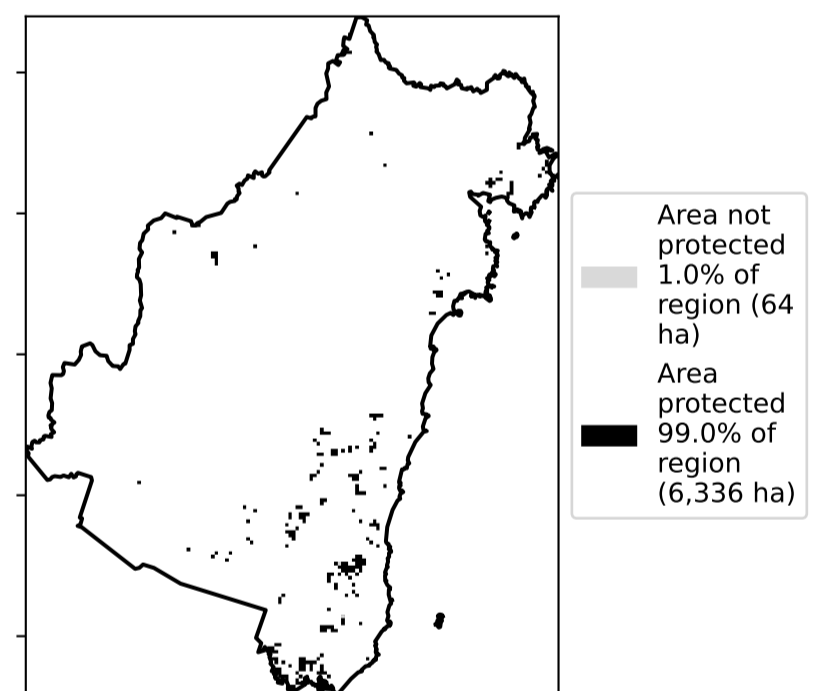 Area not
protected
1.0% of
region (64
ha)
Area
protected
99.0% of
region
(6,336 ha)